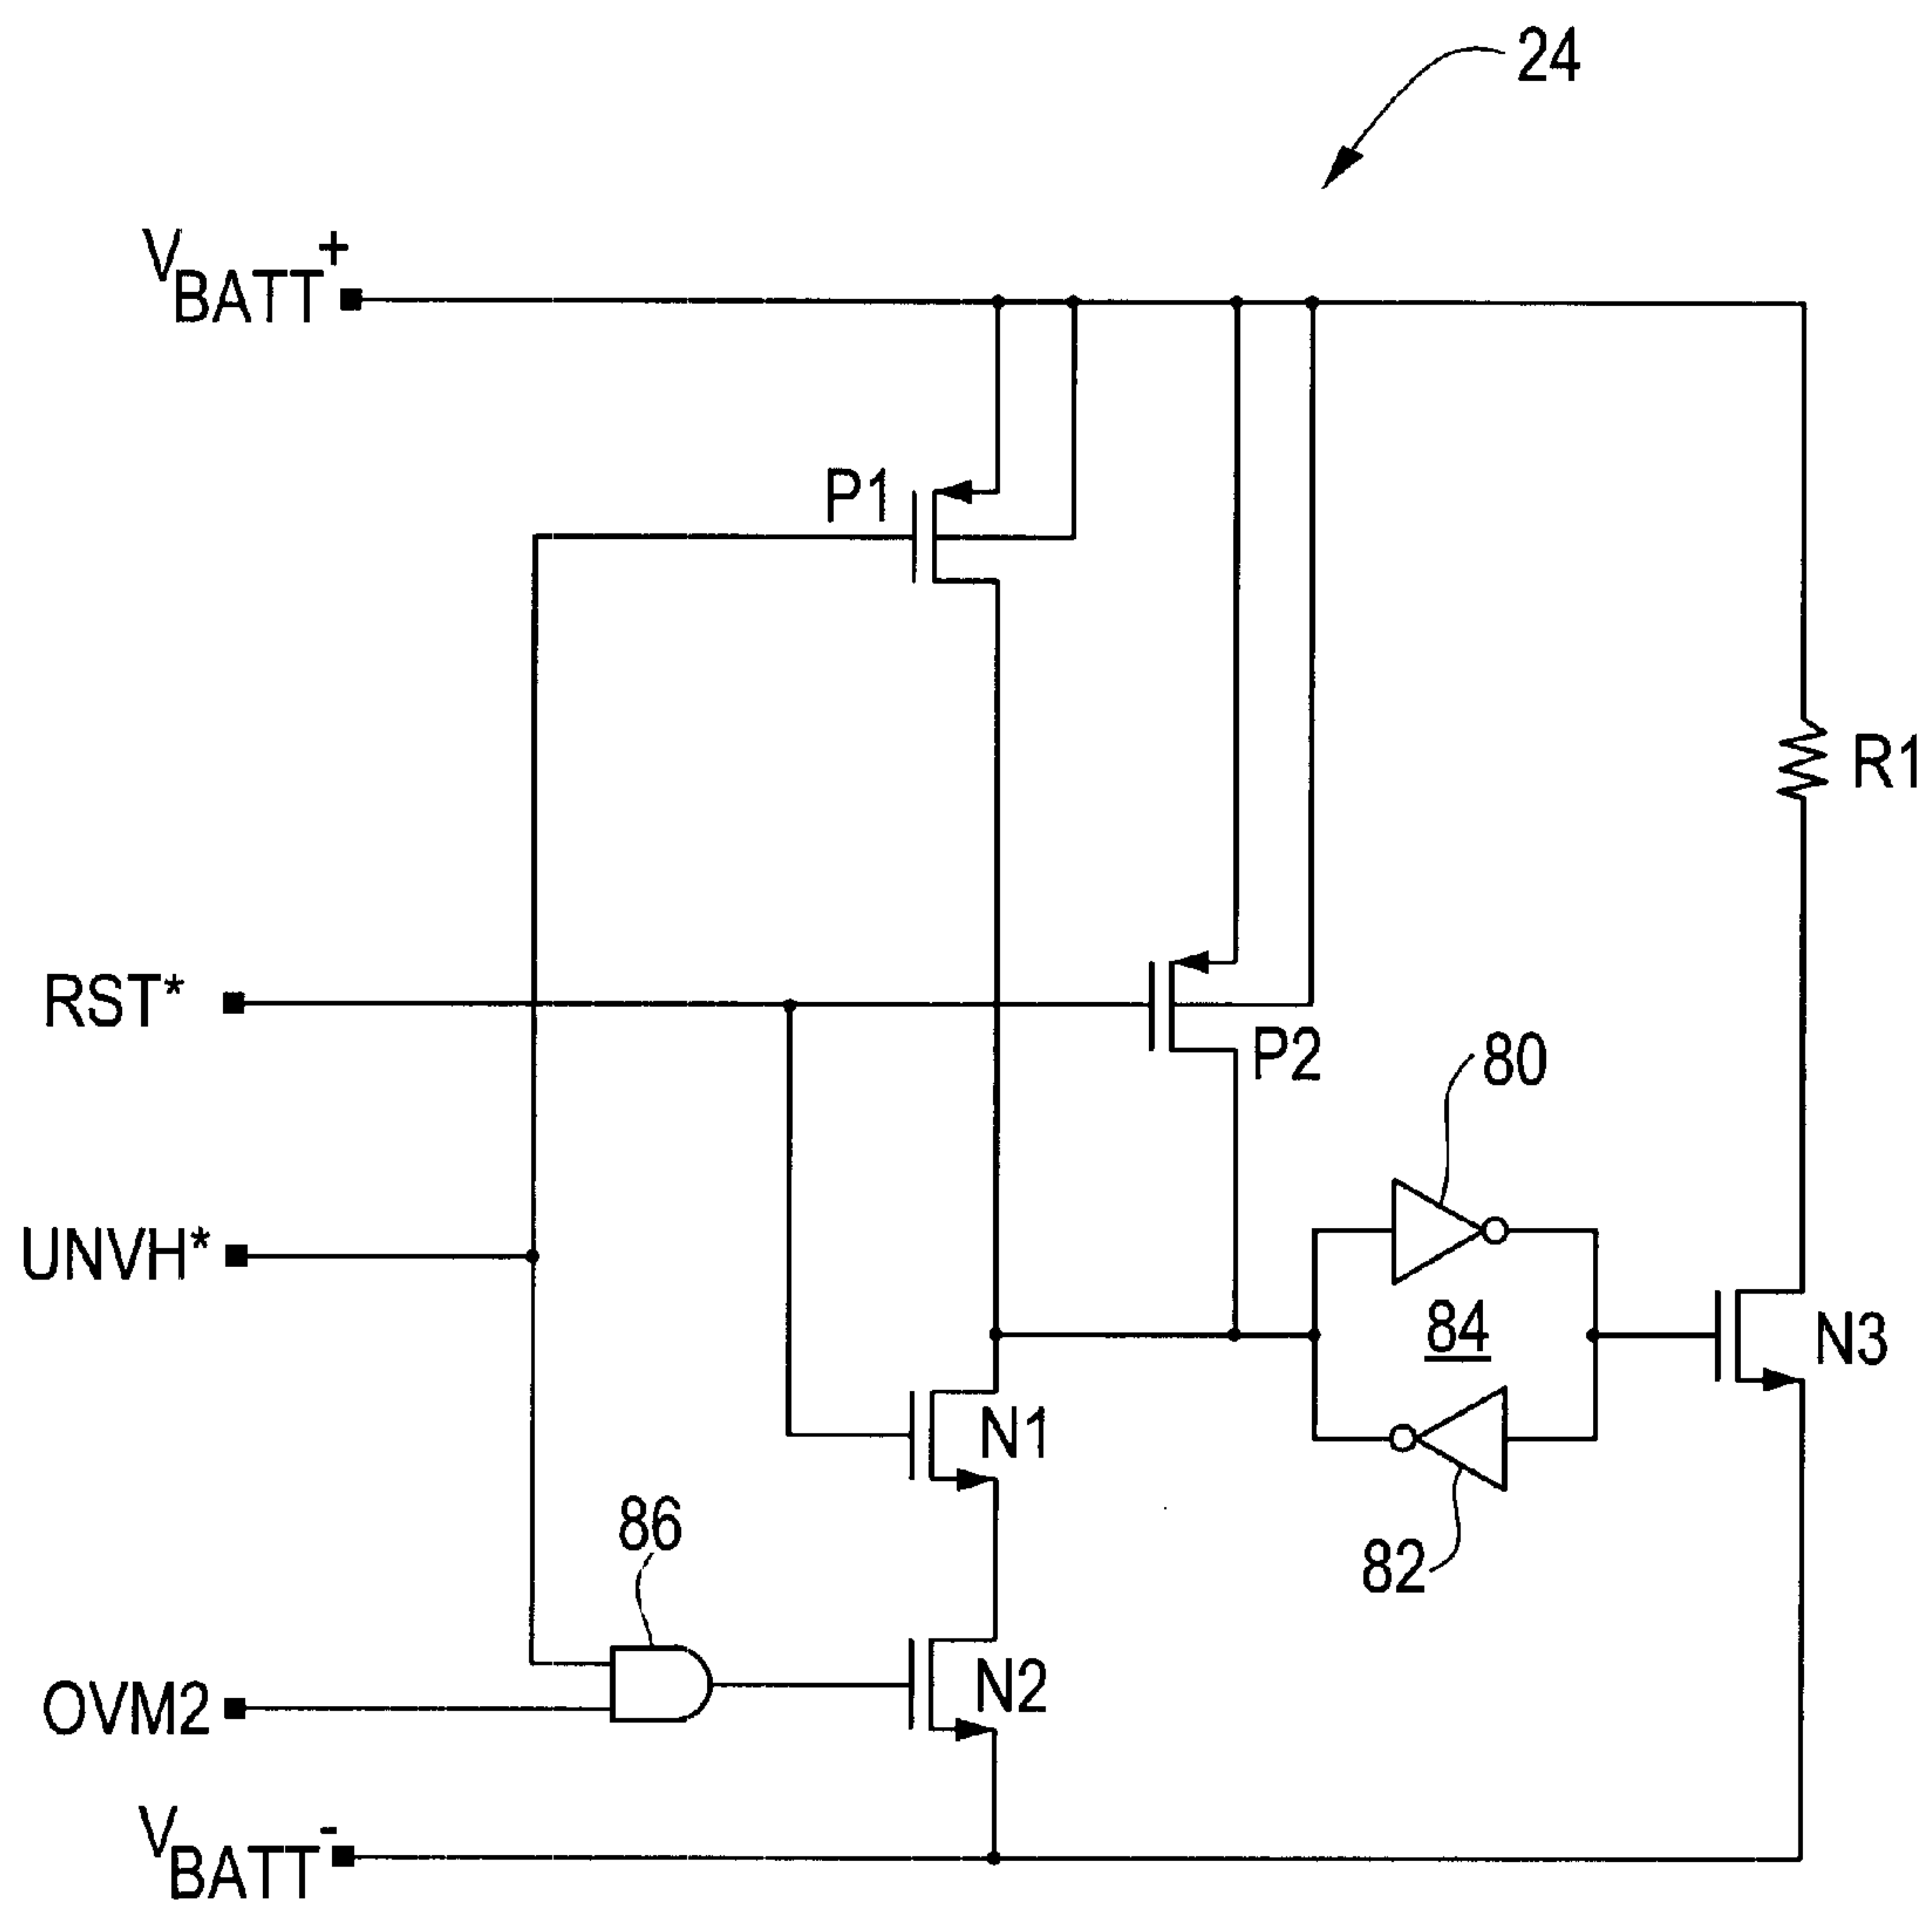 24
VBATT+
P1
R1
RST*
P2
80
UNVH*
84
N3
N1
86
82
N2
OVM2
VBATT-